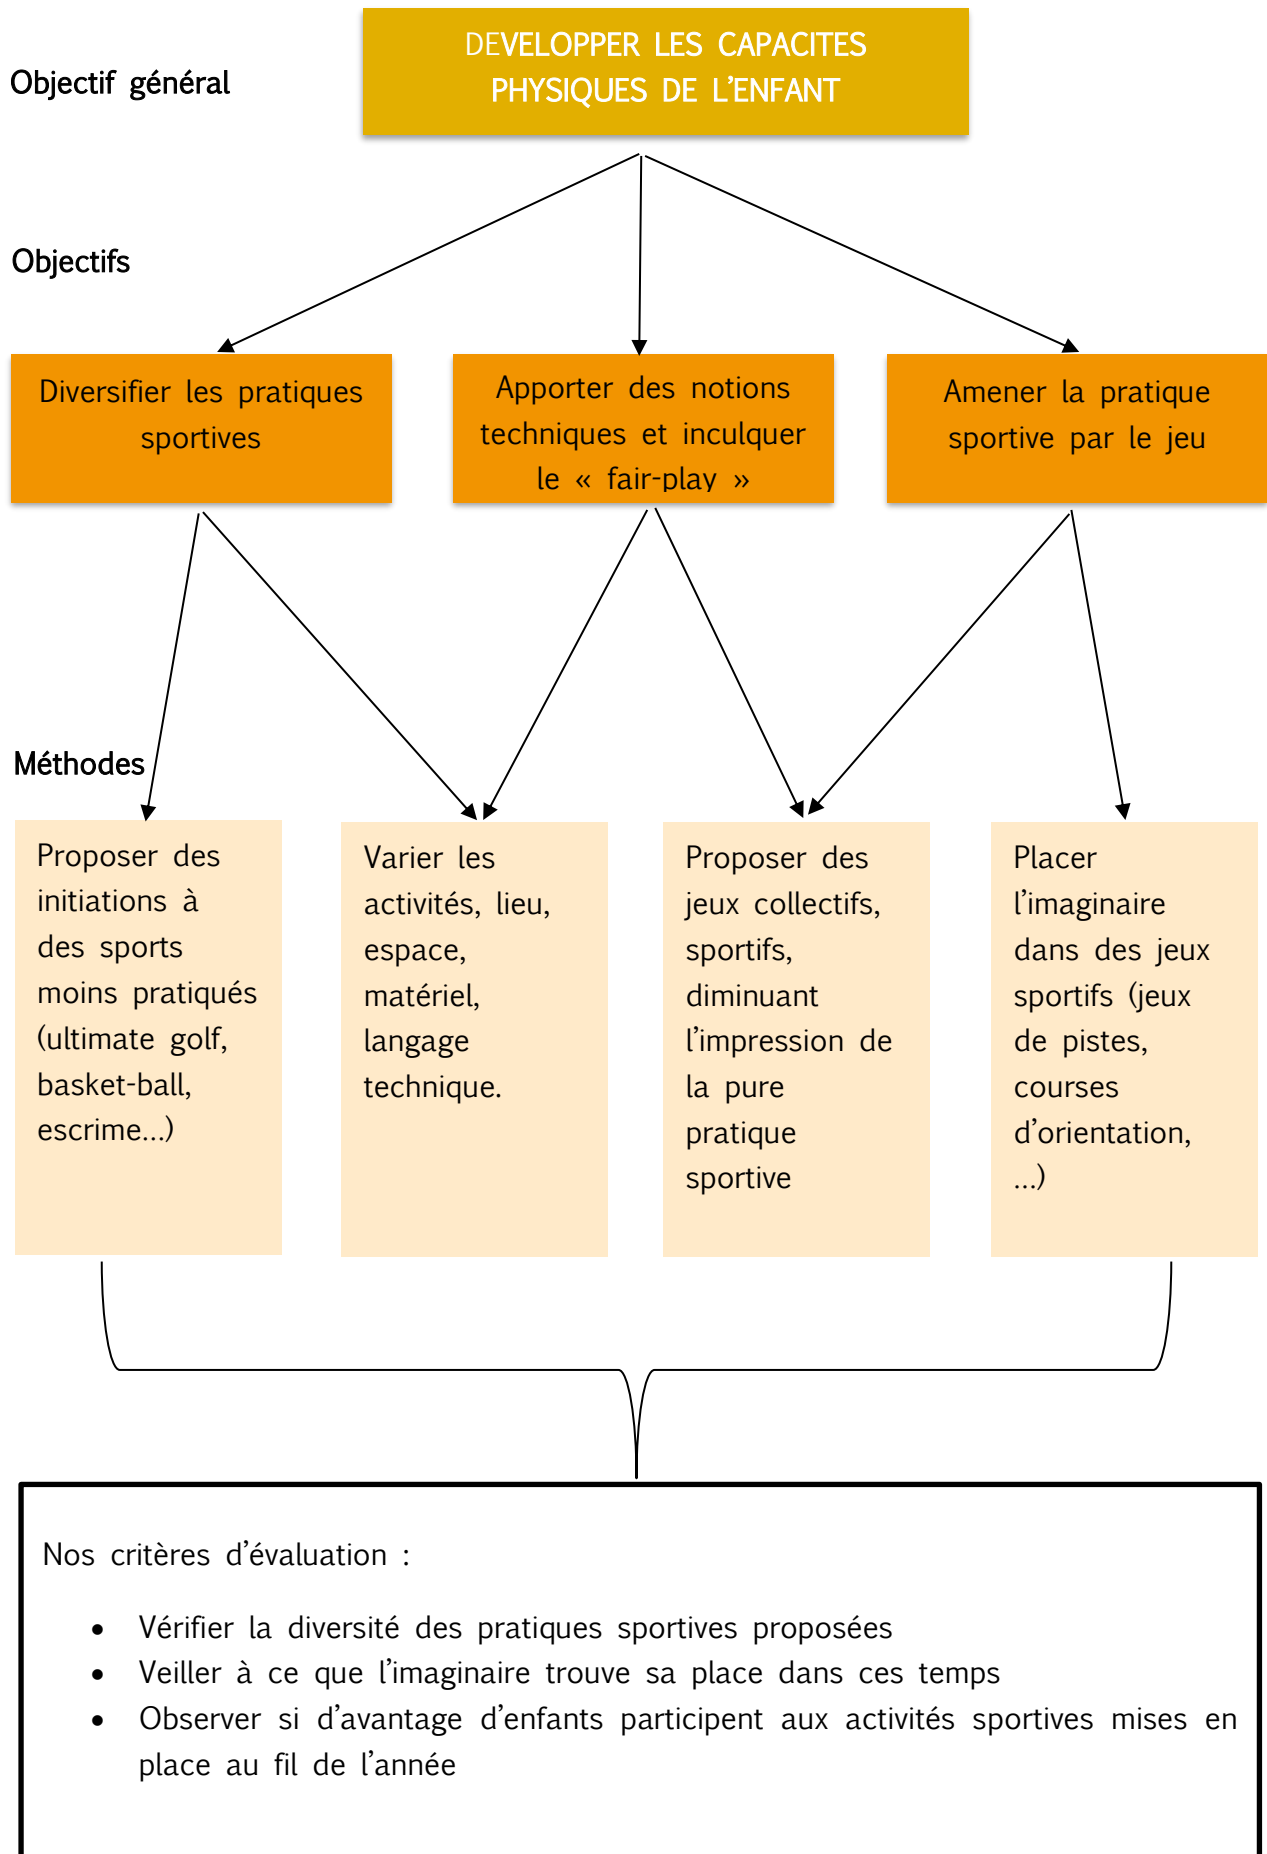 DEVELOPPER LES CAPACITES
PHYSIQUES DE L’ENFANT
Objectif général
Objectifs
Diversifier les pratiques
sportives
Apporter des notions
techniques et inculquer
le « fair-play »
Amener la pratique
sportive par le jeu
Méthodes
Proposer des
initiations à
des sports
moins pratiqués
(ultimate golf,
basket-ball,
escrime…)
Varier les
activités, lieu,
espace,
matériel,
langage
technique.
Proposer des
jeux collectifs,
sportifs,
diminuant
l’impression de
la pure
pratique
sportive
Placer
l’imaginaire
dans des jeux
sportifs (jeux
de pistes,
courses
d’orientation,
…)
Nos critères d’évaluation :
• Vérifier la diversité des pratiques sportives proposées
• Veiller à ce que l’imaginaire trouve sa place dans ces temps
• Observer si d’avantage d’enfants participent aux activités sportives mises en
place au fil de l’année